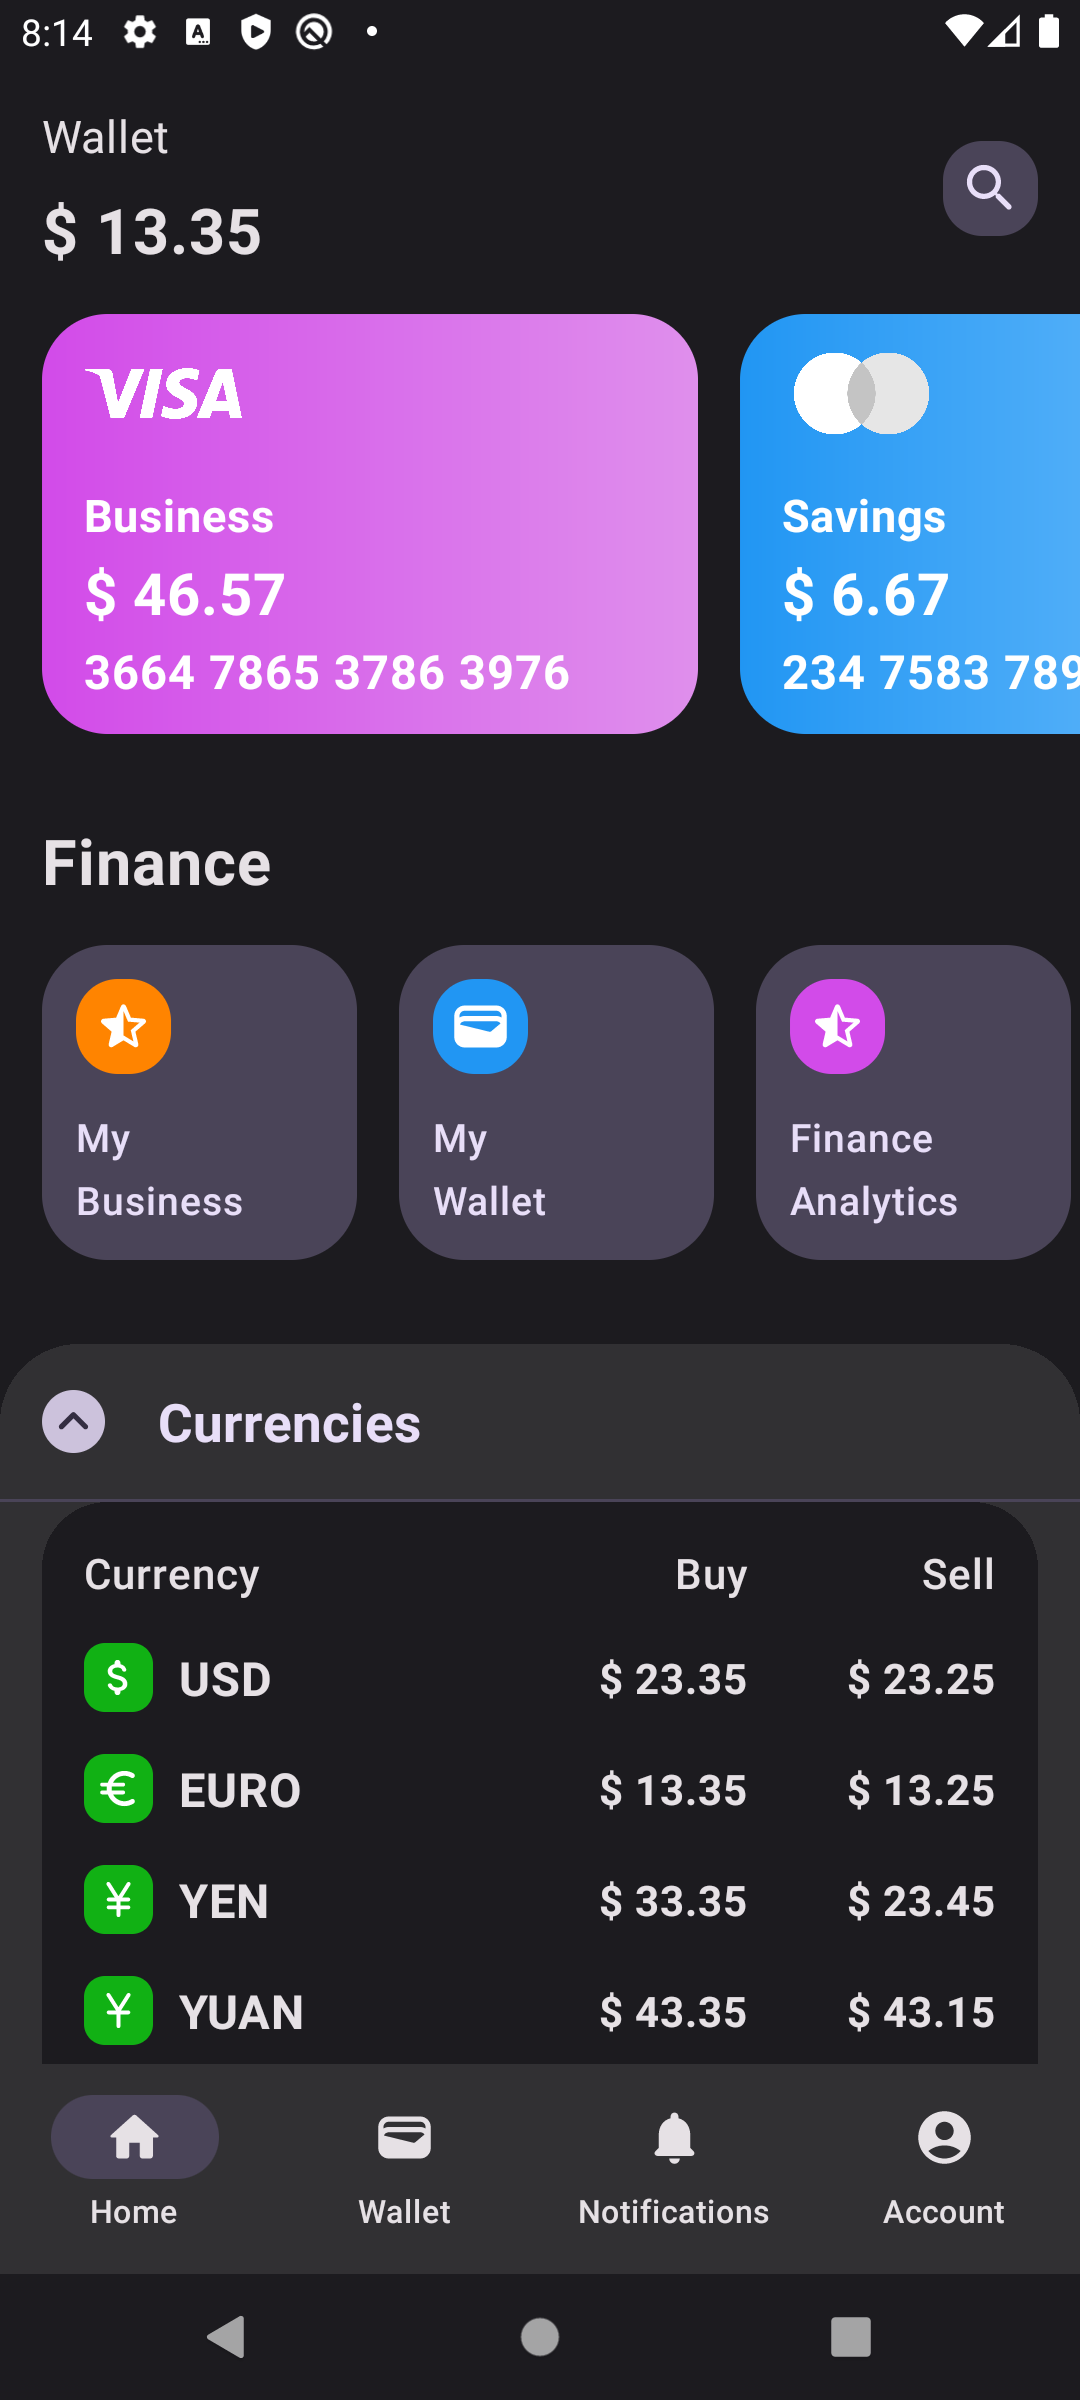 8:14
Wallet
$ 13.35
VISA
Business
$ 46.57
3664 7865 3786 3976
Savings
$ 6.67
234 7583 789
Finance
My
Business
My
Wallet
Finance
Analytics
Currencies
Currency Buy Sell
$ USD $ 23.35 $ 23.25
€ EURO $ 13.35 $ 13.25
¥ YEN $ 33.35 $ 23.45
¥ YUAN $ 43.35 $ 43.15
Home Wallet Notifications Account